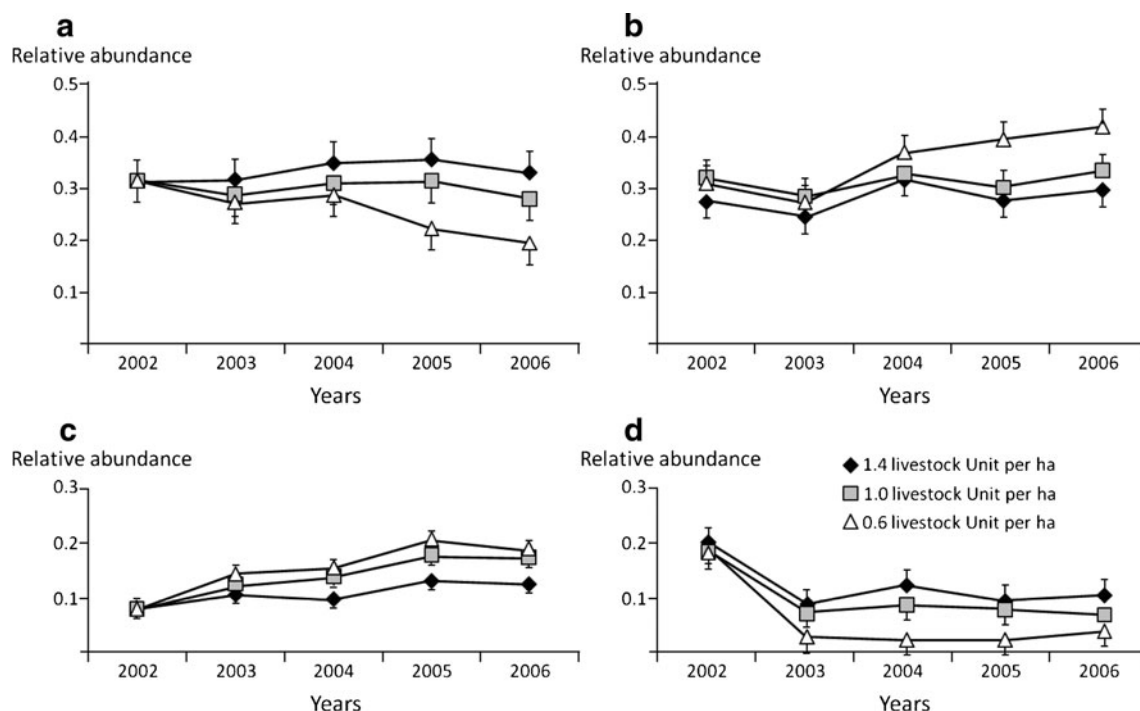 a
Relative abundance
0.5
0.4
0.3
0.2
0.1
2002 2003 2004 2005 2006
Years
b
Relative abundance
0.5
0.4
0.3
0.2
0.1
2002 2003 2004 2005 2006
Years
c
Relative abundance
0.3
0.2
0.1
2002 2003 2004 2005 2006
Years
d
Relative abundance
0.3
0.2
0.1
1.4 livestock Unit per ha
1.0 livestock Unit per ha
0.6 livestock Unit per ha
2002 2003 2004 2005 2006
Years